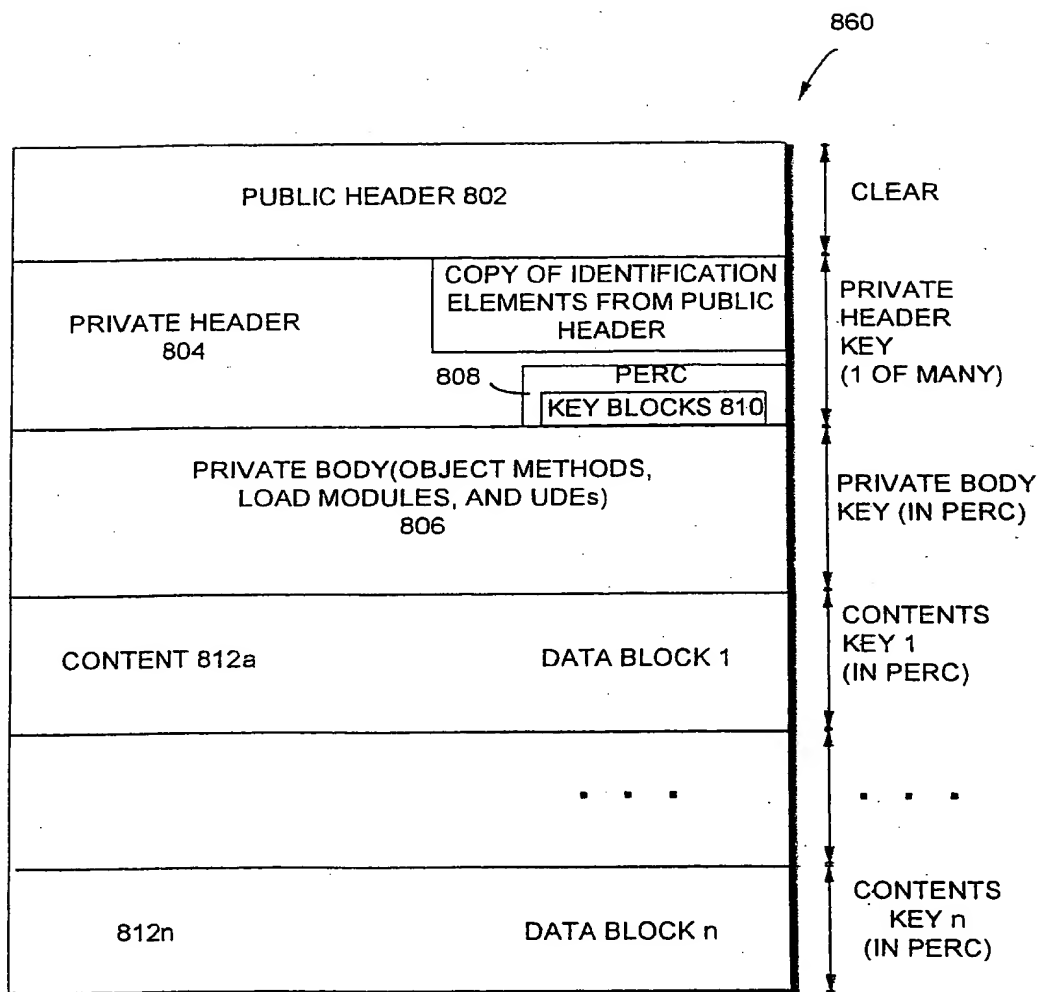 860
PUBLIC HEADER 802
CLEAR
PRIVATE HEADER
804
COPY OF IDENTIFICATION
ELEMENTS FROM PUBLIC
HEADER
808
PERC
KEY BLOCKS 810
PRIVATE
HEADER
KEY
(1 OF MANY)
PRIVATE BODY(OBJECT METHODS,
LOAD MODULES, AND UDEs)
806
PRIVATE BODY
KEY (IN PERC)
CONTENT 812a
DATA BLOCK 1
CONTENTS
KEY 1
(IN PERC)
. . .
. . .
812n
DATA BLOCK n
CONTENTS
KEY n
(IN PERC)